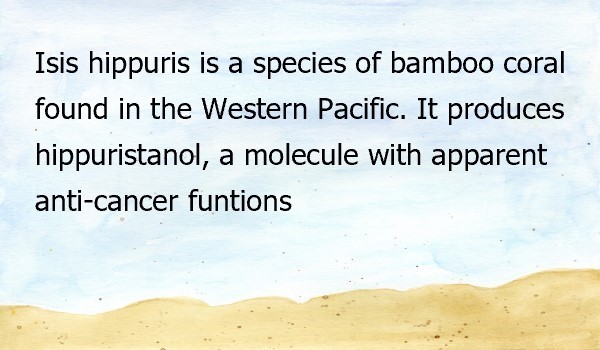 Isis hippuris is a species of bamboo coral
found in the Western Pacific. It produces
hippuristanol, a molecule with apparent
anti-cancer funtions